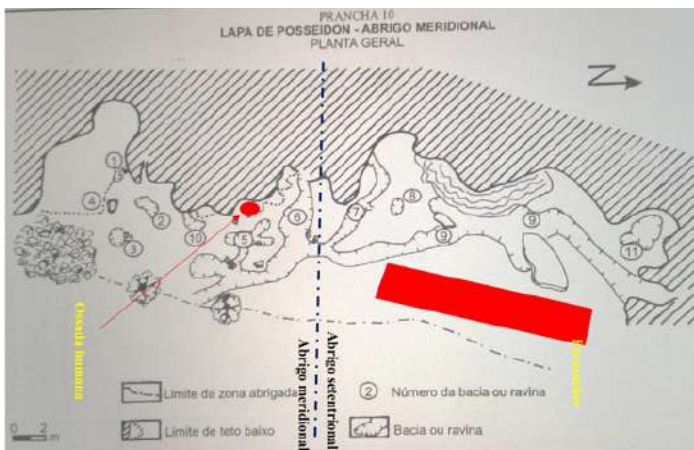 PRANCHA 10
LAPA DE POSSEIDON - ABRIGO MERIDIONAL
PLANTA GERAL
N
1
4
2
3
10
5
6
7
8
9
9
11
Ossada humana
Abrigo meridional
Abrigo setentrional
Limite da zona abrigada
2 Número da bacia ou ravina
Limite de teto baixo
Bacia ou ravina
0 2
m